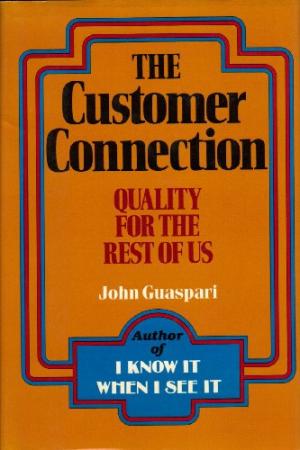 THE
Customer
Connection
QUALITY
FOR THE
REST OF US
John Guaspari
Author
of
I KNOW IT
WHEN I SEE IT